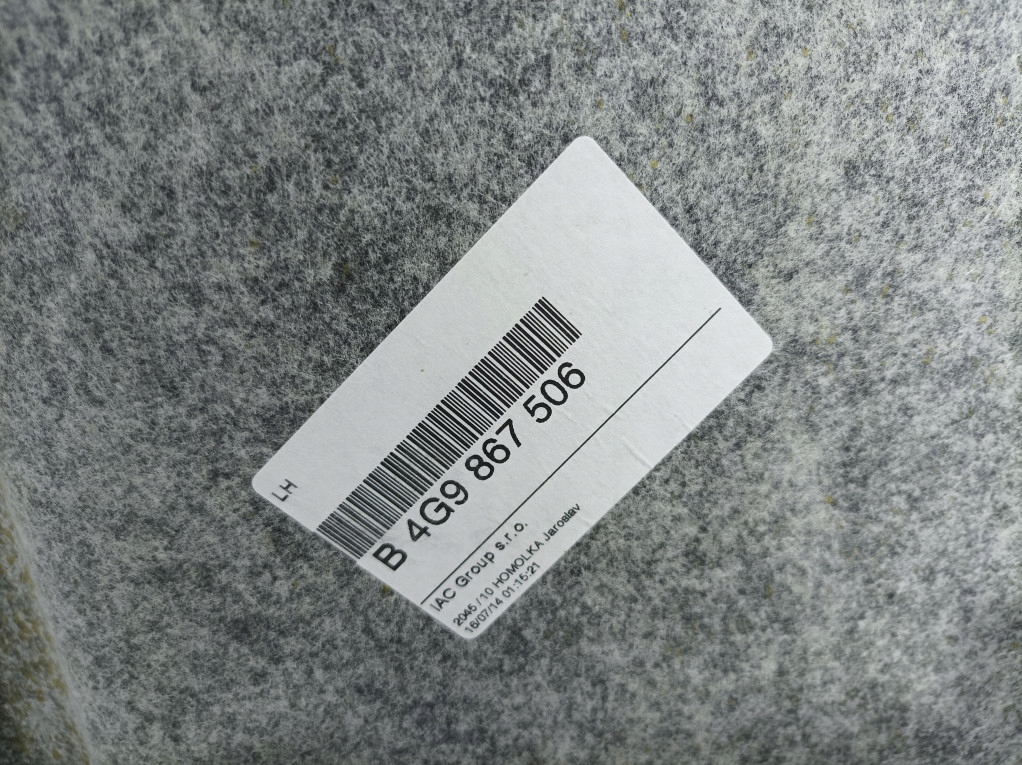 LH
B 4G9 867 506
IAC Group s.r.o.
2045 / 10 HOMOLKA Jaroslav
16/07/14 01:15:21